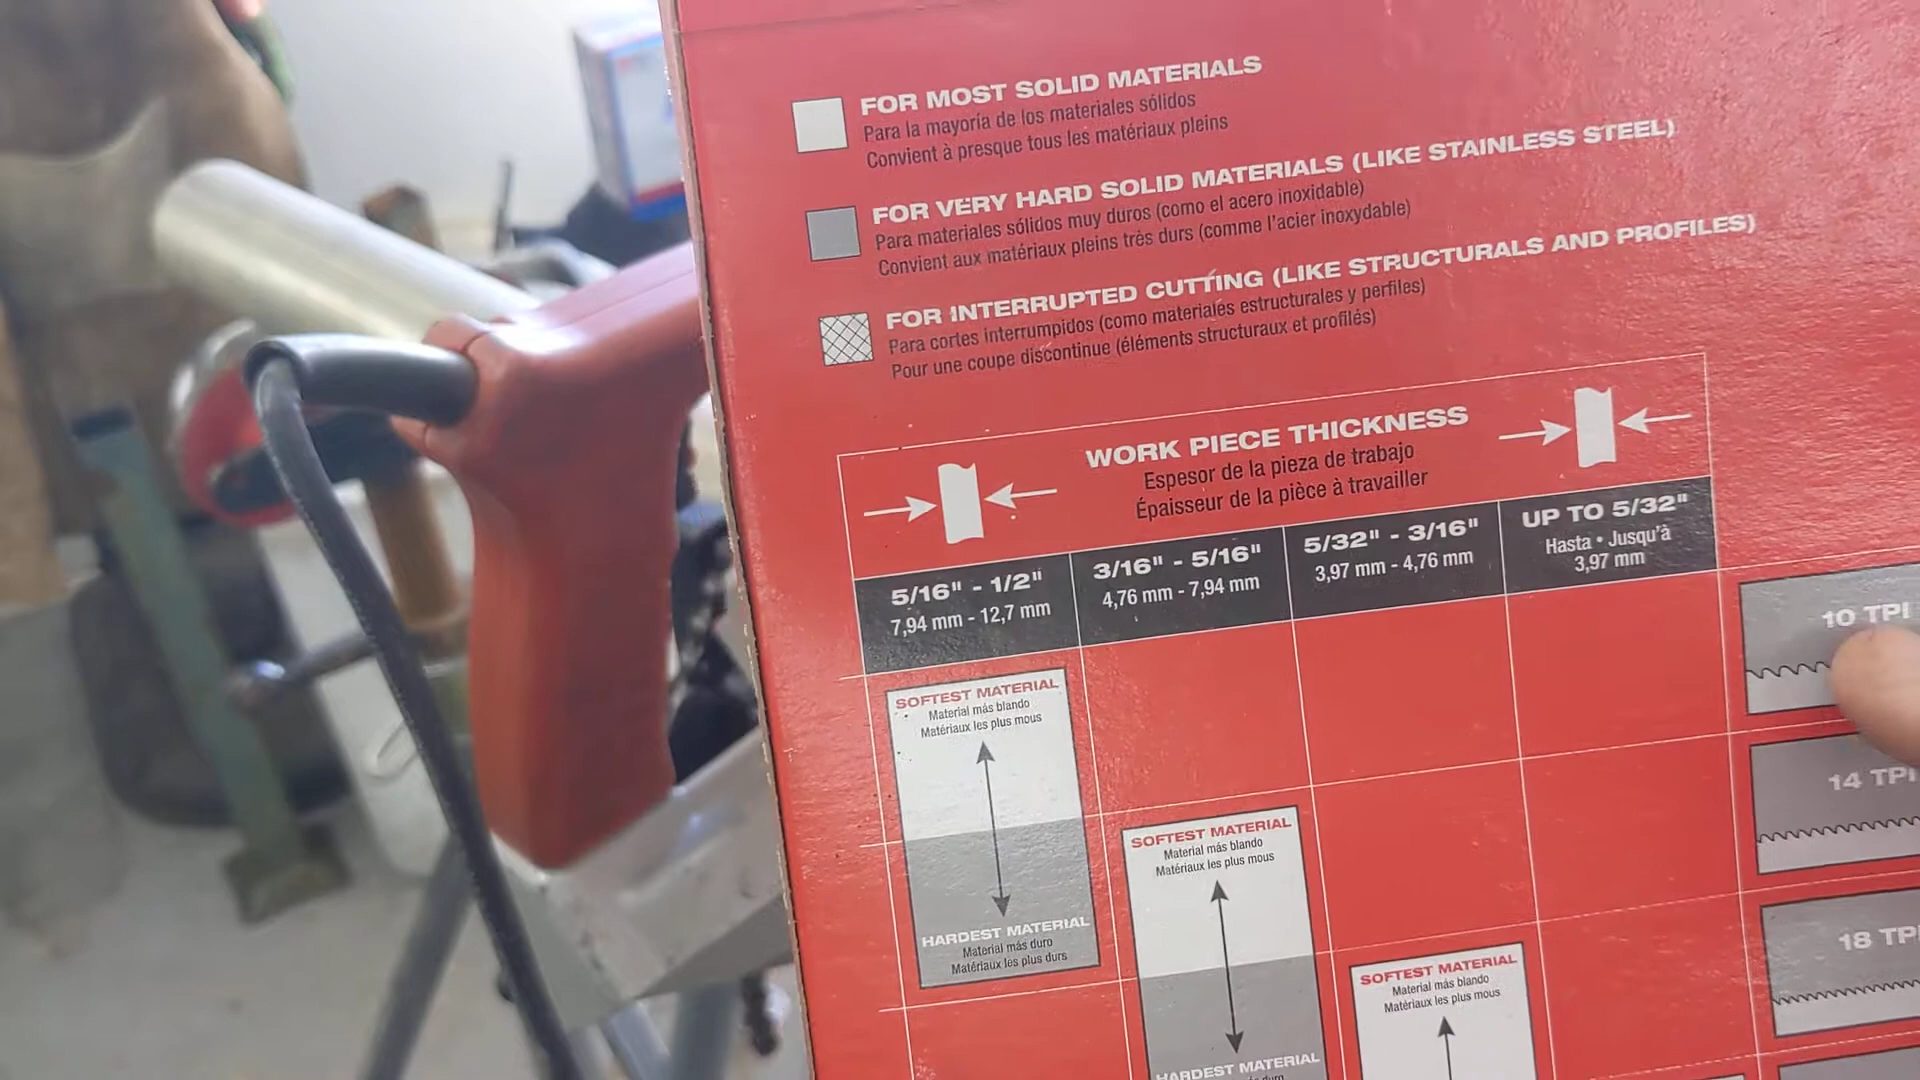 FOR MOST SOLID MATERIALS
Para la mayoría de los materiales sólidos
Convient à presque tous les matériaux pleins
FOR VERY HARD SOLID MATERIALS (LIKE STAINLESS STEEL)
Para materiales sólidos muy duros (como el acero inoxidable)
Convient aux matériaux pleins très durs (comme l'acier inoxydable)
FOR INTERRUPTED CUTTING (LIKE STRUCTURALS AND PROFILES)
Para cortes interrumpidos (como materiales estructurales y perfiles)
Pour une coupe discontinue (éléments structuraux et profilés)
WORK PIECE THICKNESS
Espesor de la pieza de trabajo
Épaisseur de la pièce à travailler
5/16" - 1/2"
7,94 mm - 12,7 mm
3/16" - 5/16"
4,76 mm - 7,94 mm
5/32" - 3/16"
3,97 mm - 4,76 mm
UP TO 5/32"
Hasta • Jusqu'à
3,97 mm
10 TPI
SOFTEST MATERIAL
Material más blando
Matériaux les plus mous
HARDEST MATERIAL
Material más duro
Matériaux les plus durs
14 TPI
SOFTEST MATERIAL
Material más blando
Matériaux les plus mous
HARDEST MATERIAL
18 TP
SOFTEST MATERIAL
Material más blando
Matériaux les plus mous